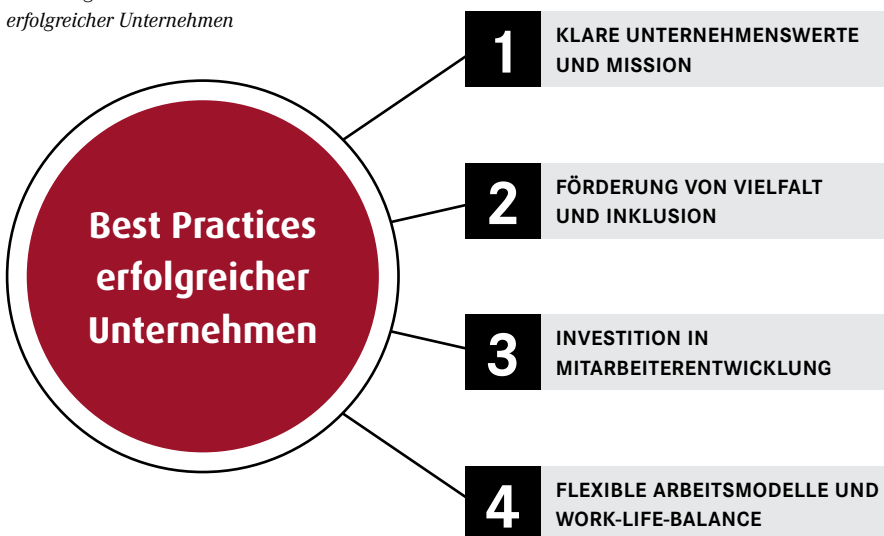 erfolgreicher Unternehmen
Best Practices
erfolgreicher
Unternehmen
1
KLARE UNTERNEHMENSWERTE
UND MISSION
2
FÖRDERUNG VON VIELFALT
UND INKLUSION
3
INVESTITION IN
MITARBEITERENTWICKLUNG
4
FLEXIBLE ARBEITSMODELLE UND
WORK-LIFE-BALANCE